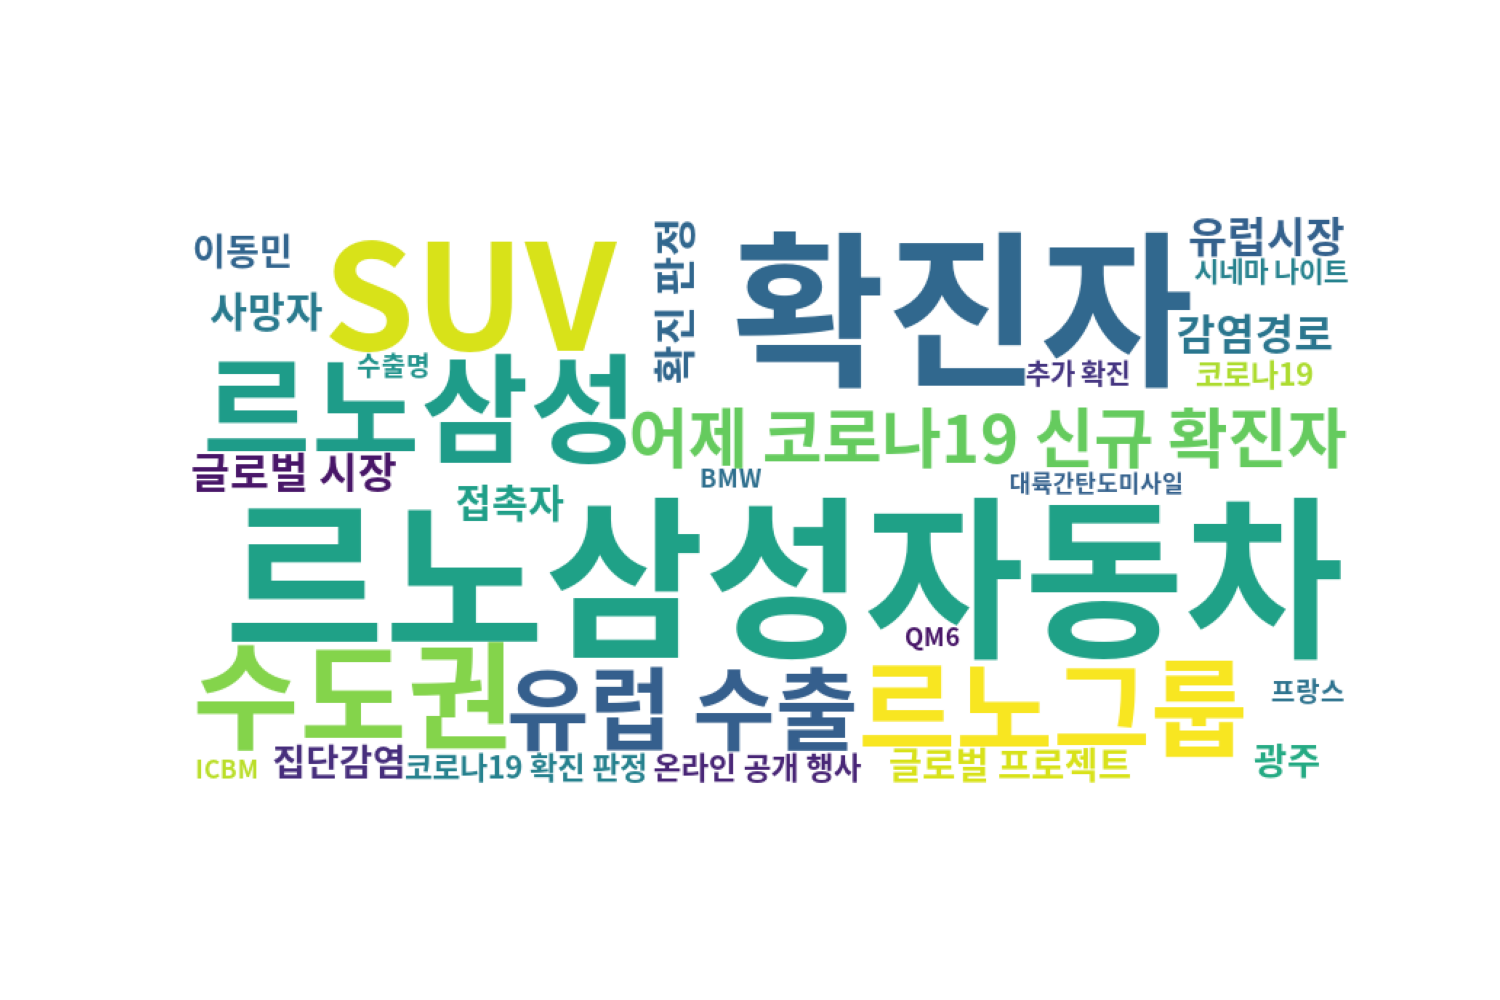 이동민
SUV
확진 판정
확진자
유럽시장
시네마 나이트
사망자
감염경로
수출명
르노삼성
추가 확진
코로나19
어제 코로나19 신규 확진자
글로벌 시장
BMW
대륙간탄도미사일
접촉자
르노삼성자동차
QM6
수도권
유럽 수출
르노그룹
프랑스
ICBM
집단감염
코로나19 확진 판정
온라인 공개 행사
글로벌 프로젝트
광주